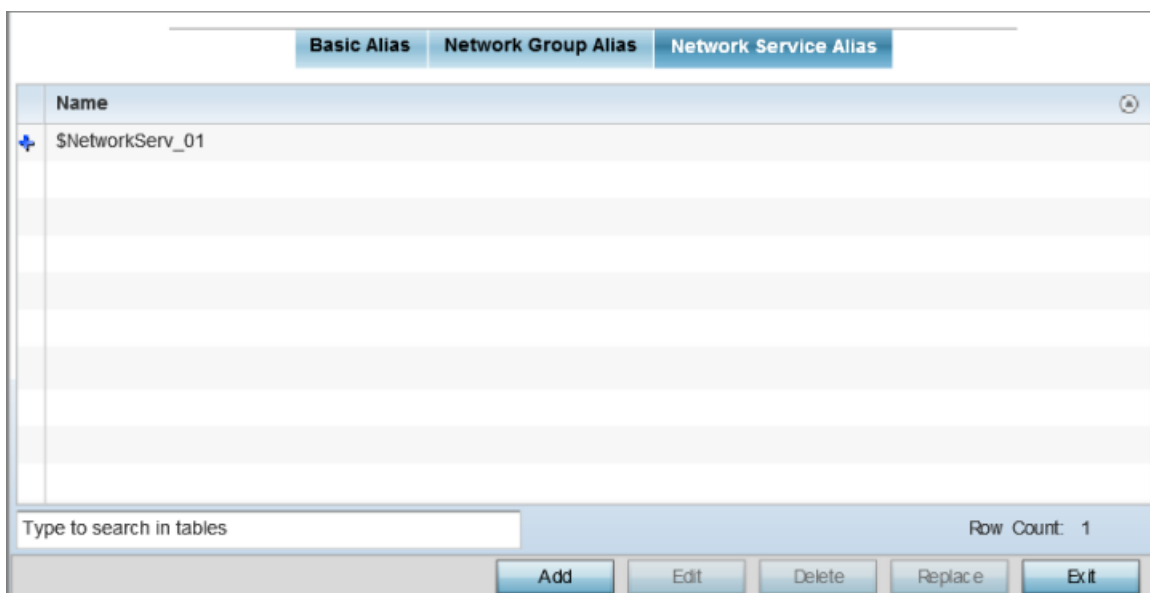 Basic Alias Network Group Alias Network Service Alias
Name
$NetworkServ_01
Type to search in tables Row Count: 1
Add Edit Delete Replace Exit